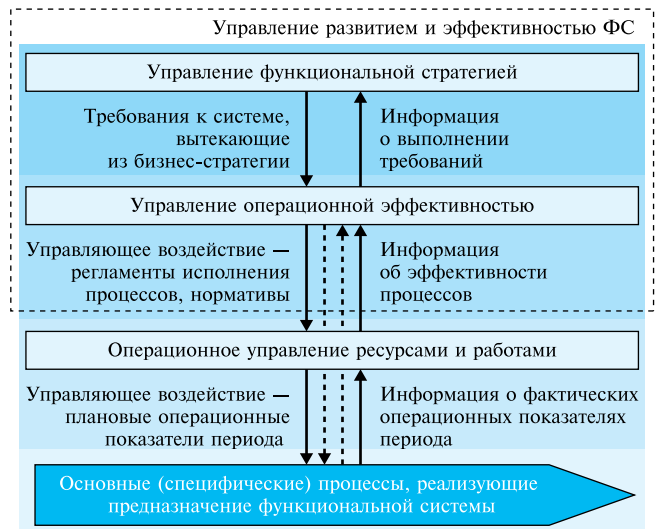 Управление развитием и эффективностью ФС
Управление функциональной стратегией
Требования к системе,
вытекающие
из бизнес-стратегии
Информация
о выполнении
требований
Управление операционной эффективностью
Управляющее воздействие —
регламенты исполнения
процессов, нормативы
Информация
об эффективности
процессов
Операционное управление ресурсами и работами
Управляющее воздействие —
плановые операционные
показатели периода
Информация о фактических
операционных показателях
периода
Основные (специфические) процессы, реализующие
предназначение функциональной системы